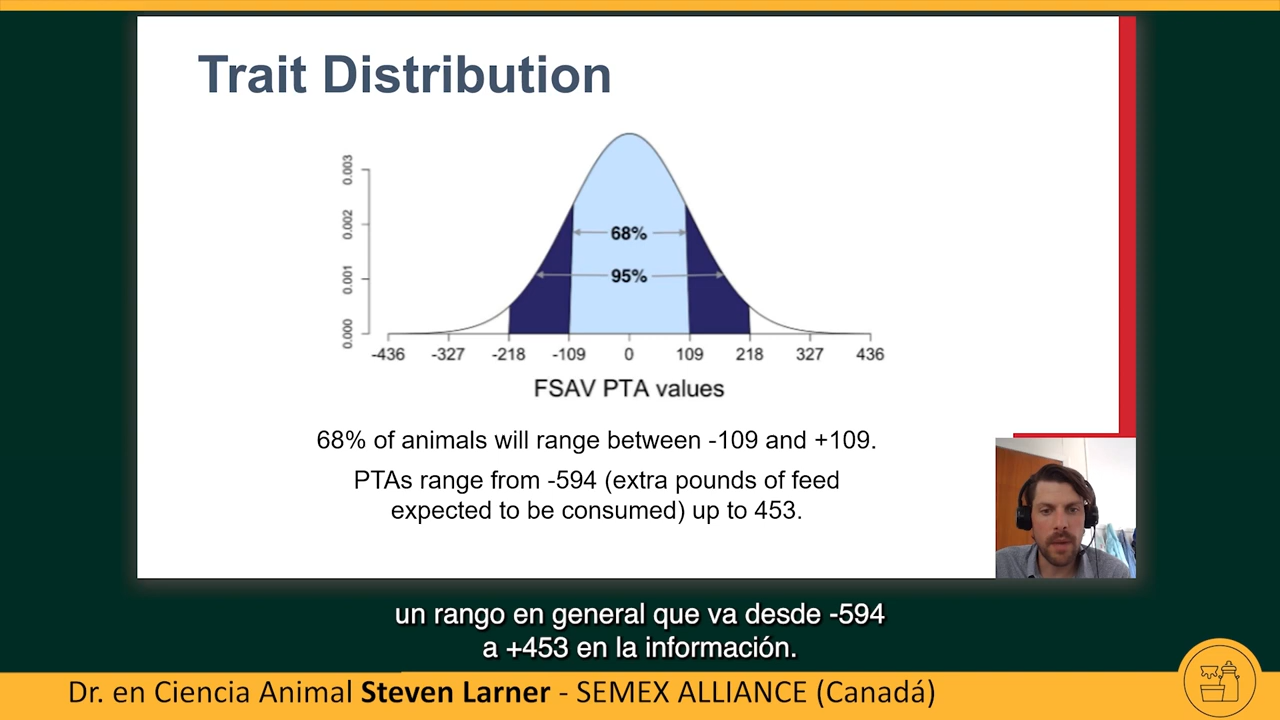 Trait Distribution
0.003
0.002
0.001
0.000
68%
95%
-436 -327 -218 -109 0 109 218 327 436
FSAV PTA values
68% of animals will range between -109 and +109.
PTAs range from -594 (extra pounds of feed
expected to be consumed) up to 453.
un rango en general que va desde -594
a +453 en la información.
Dr. en Ciencia Animal Steven Larner - SEMEX ALLIANCE (Canadá)